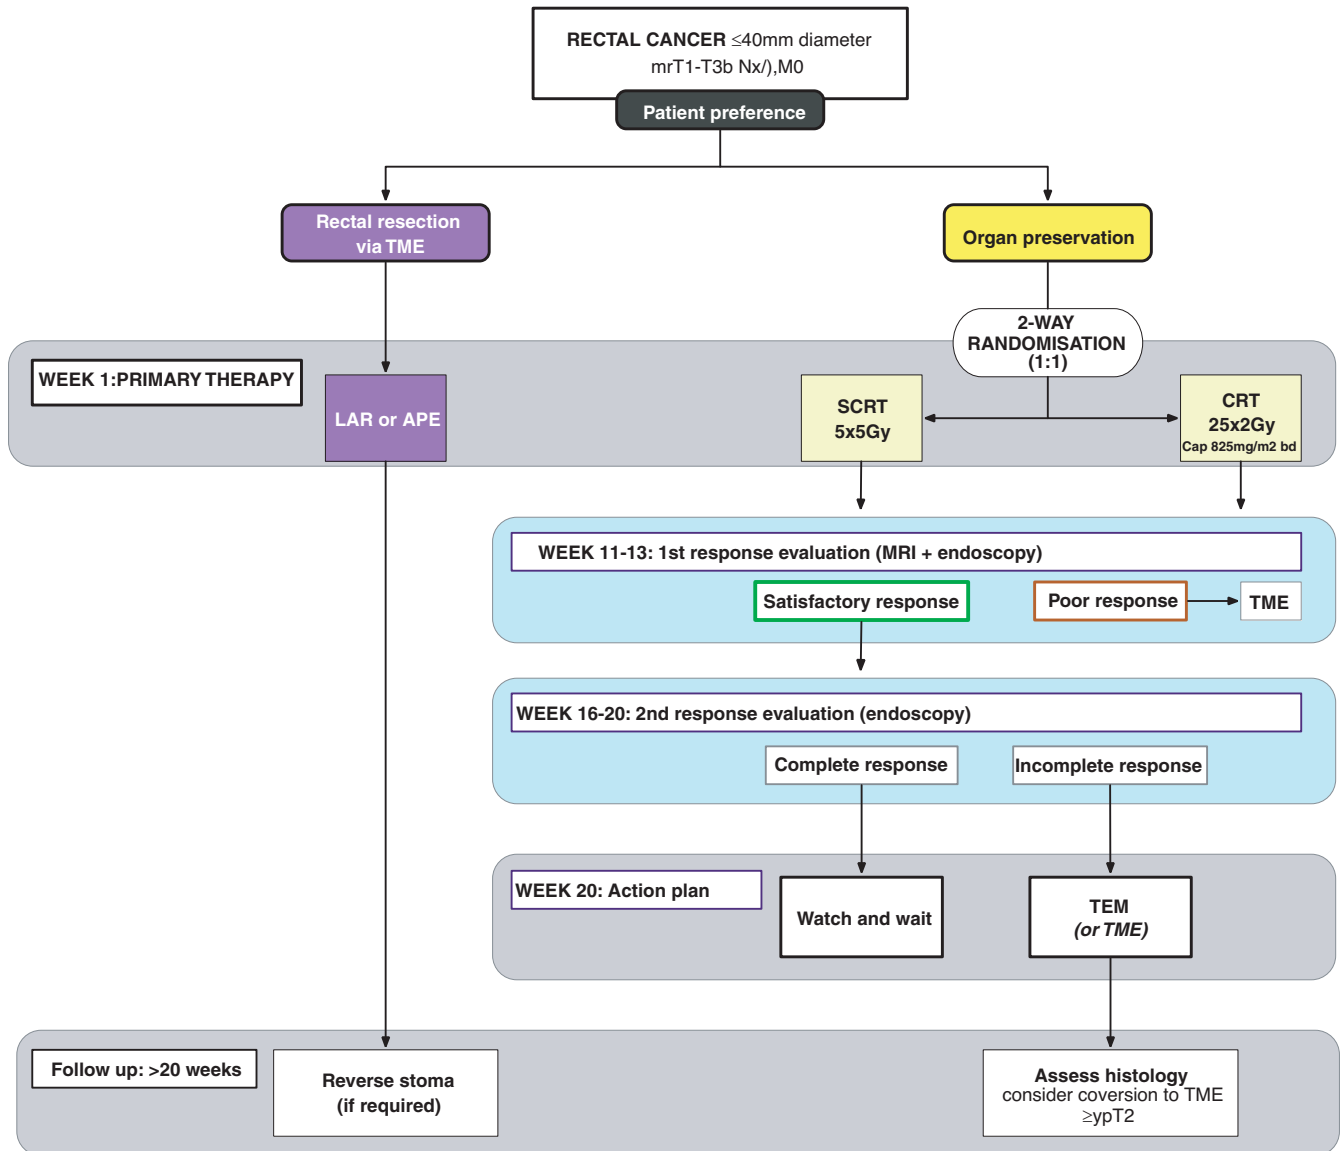 RECTAL CANCER ≤40mm diameter
mrT1-T3b Nx/),M0
Patient preference
Rectal resection
via TME
Organ preservation
2-WAY
RANDOMISATION
(1:1)
WEEK 1:PRIMARY THERAPY
LAR or APE
SCRT
5x5Gy
CRT
25x2Gy
Cap 825mg/m2 bd
WEEK 11-13: 1st response evaluation (MRI + endoscopy)
Satisfactory response
Poor response
TME
WEEK 16-20: 2nd response evaluation (endoscopy)
Complete response
Incomplete response
WEEK 20: Action plan
Watch and wait
TEM
(or TME)
Follow up: >20 weeks
Reverse stoma
(if required)
Assess histology
consider coversion to TME
≥ypT2